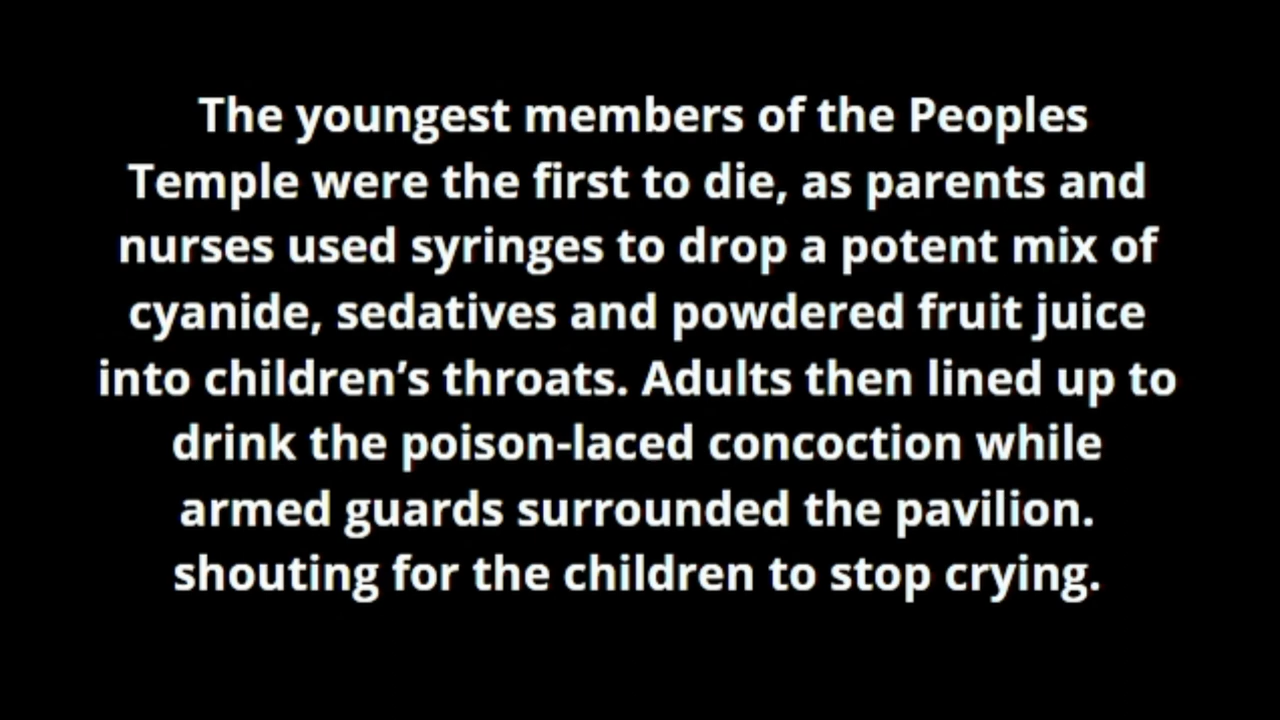 The youngest members of the Peoples
Temple were the first to die, as parents and
nurses used syringes to drop a potent mix of
cyanide, sedatives and powdered fruit juice
into children’s throats. Adults then lined up to
drink the poison-laced concoction while
armed guards surrounded the pavilion.
shouting for the children to stop crying.